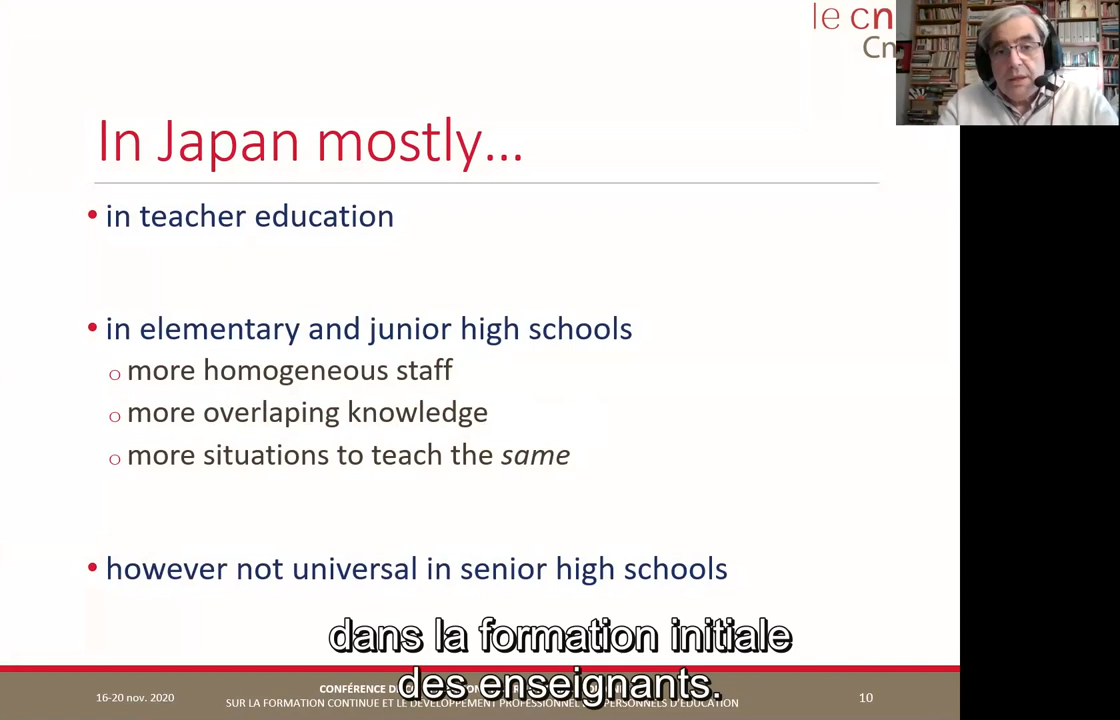 le cn
Cn
In Japan mostly...
• in teacher education
• in elementary and junior high schools
o more homogeneous staff
o more overlaping knowledge
o more situations to teach the same
• however not universal in senior high schools
dans la formation initiale
des enseignants.
16-20 nov. 2020
CONFÉRENCE
SUR LA FORMATION CONTINUE ET LE DÉVELOPPEMENT PROFESSIONNEL PERSONNELS D'ÉDUCATION
10